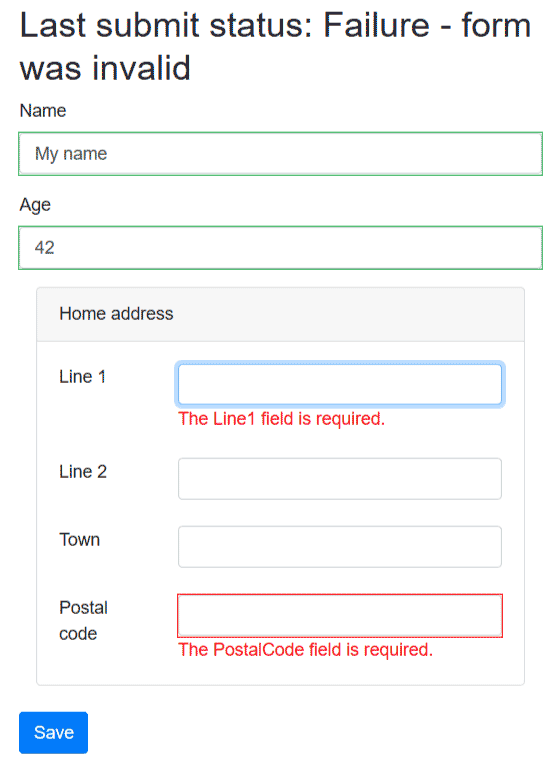 Last submit status: Failure - form
was invalid
Name
My name
Age
42
Home address
Line 1
The Line1 field is required.
Line 2
Town
Postal
code
The PostalCode field is required.
Save